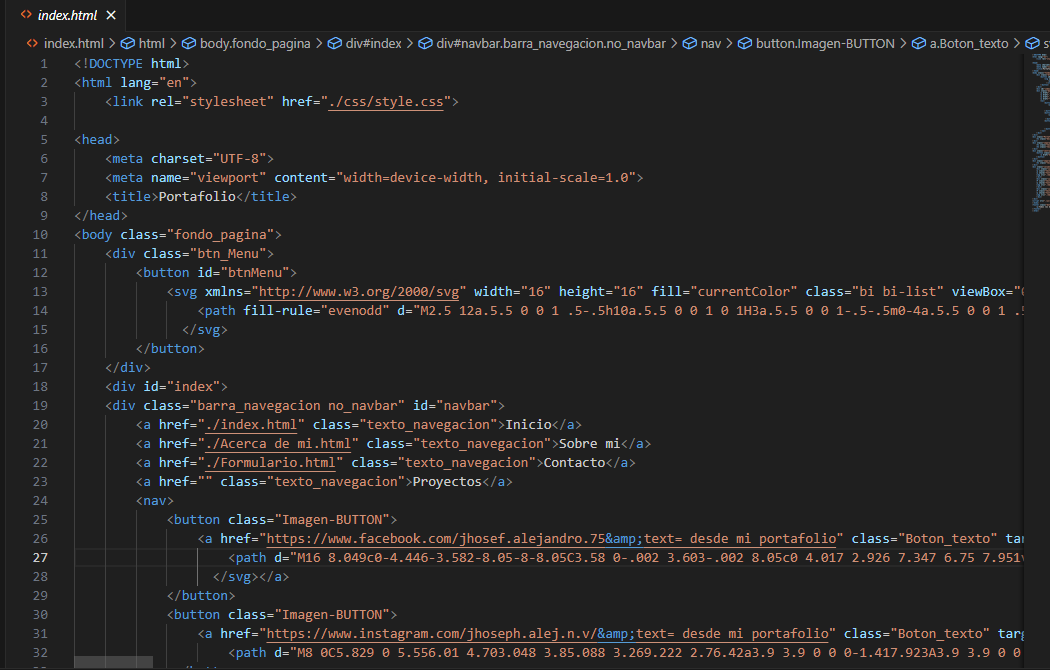 index.html
index.html > html > body.fondo_pagina > div#index > div#navbar.barra_navegacion.no_navbar > nav > button.Imagen-BUTTON > a.Boton_texto >
1 <!DOCTYPE html>
2 <html lang="en">
3 <link rel="stylesheet" href="./css/style.css">
4
5 <head>
6 <meta charset="UTF-8">
7 <meta name="viewport" content="width=device-width, initial-scale=1.0">
8 <title>Portafolio</title>
9 </head>
10 <body class="fondo_pagina">
11 <div class="btn_Menu">
12 <button id="btnMenu">
13 <svg xmlns="http://www.w3.org/2000/svg" width="16" height="16" fill="currentColor" class="bi bi-list" viewBox="
14 <path fill-rule="evenodd" d="M2.5 12a.5.5 0 0 1 .5-.5h10a.5.5 0 0 1 0 1H3a.5.5 0 0 1-.5-.5m0-4a.5.5 0 0 1 .5
15 </svg>
16 </button>
17 </div>
18 <div id="index">
19 <div class="barra_navegacion no_navbar" id="navbar">
20 <a href="./index.html" class="texto_navegacion">Inicio</a>
21 <a href="./Acerca de mi.html" class="texto_navegacion">Sobre mi</a>
22 <a href="./Formulario.html" class="texto_navegacion">Contacto</a>
23 <a href="" class="texto_navegacion">Proyectos</a>
24 <nav>
25 <button class="Imagen-BUTTON">
26 <a href="https://www.facebook.com/jhosef.alejandro.75&amp;text= desde mi portafolio" class="Boton_texto" tar
27 <path d="M16 8.049c0-4.446-3.582-8.05-8-8.05C3.58 0-.002 3.603-.002 8.05c0 4.017 2.926 7.347 6.75 7.951v
28 </svg></a>
29 </button>
30 <button class="Imagen-BUTTON">
31 <a href="https://www.instagram.com/jhoseph.alej.n.v/&amp;text= desde mi portafolio" class="Boton_texto" targ
32 <path d="M8 0C5.829 0 5.556.01 4.703.048 3.85.088 3.269.222 2.76.42a3.9 3.9 0 0 0-1.417.923A3.9 3.9 0 0 0